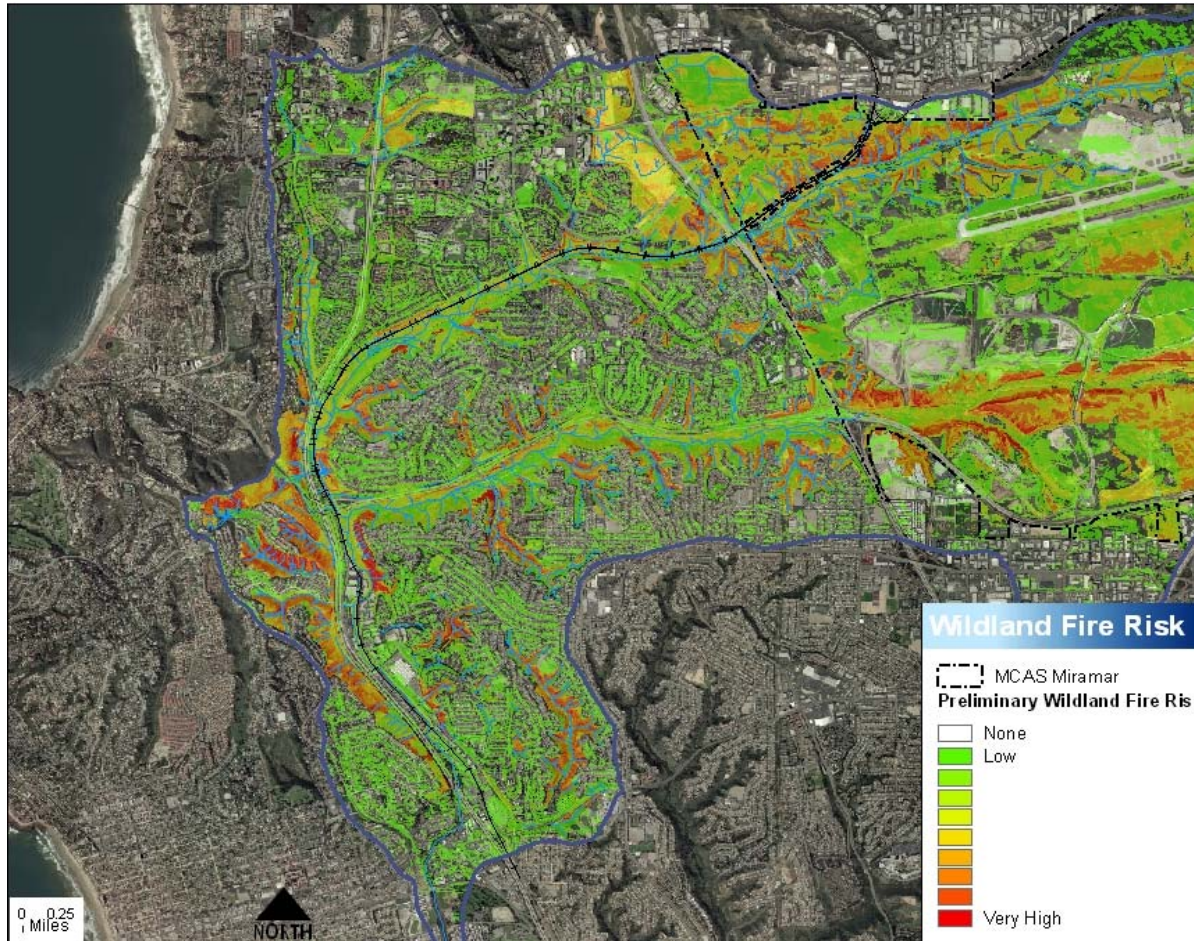 Wildland Fire Risk
MCAS Miramar
Preliminary Wildland Fire Ris
None
Low
Very High
0 0.25
Miles
NORTH